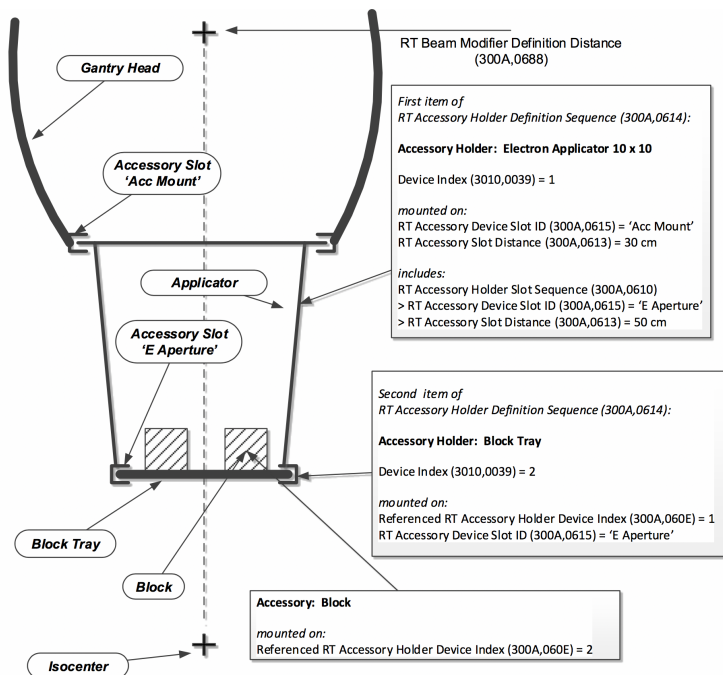 RT Beam Modifier Definition Distance
(300A,0688)
Gantry Head
First item of
RT Accessory Holder Definition Sequence (300A,0614):
Accessory Holder: Electron Applicator 10 x 10
Device Index (3010,0039) = 1
mounted on:
RT Accessory Device Slot ID (300A,0615) = ‘Acc Mount’
RT Accessory Slot Distance (300A,0613) = 30 cm
includes:
RT Accessory Holder Slot Sequence (300A,0610)
> RT Accessory Device Slot ID (300A,0615) = ‘E Aperture’
> RT Accessory Slot Distance (300A,0613) = 50 cm
Accessory Slot
‘Acc Mount’
Applicator
Accessory Slot
‘E Aperture’
Second item of
RT Accessory Holder Definition Sequence (300A,0614):
Accessory Holder: Block Tray
Device Index (3010,0039) = 2
mounted on:
Referenced RT Accessory Holder Device Index (300A,060E) = 1
RT Accessory Device Slot ID (300A,0615) = ‘E Aperture’
Block Tray
Block
Accessory: Block
mounted on:
Referenced RT Accessory Holder Device Index (300A,060E) = 2
Isocenter